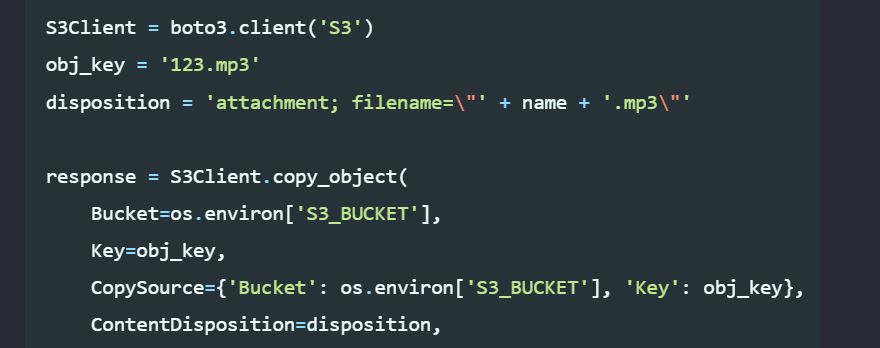 S3Client = boto3.client('S3')
obj_key = '123.mp3'
disposition = 'attachment; filename=\"' + name + '.mp3\"'
response = S3Client.copy_object(
Bucket=os.environ['S3_BUCKET'],
Key=obj_key,
CopySource={'Bucket': os.environ['S3_BUCKET'], 'Key': obj_key},
ContentDisposition=disposition,